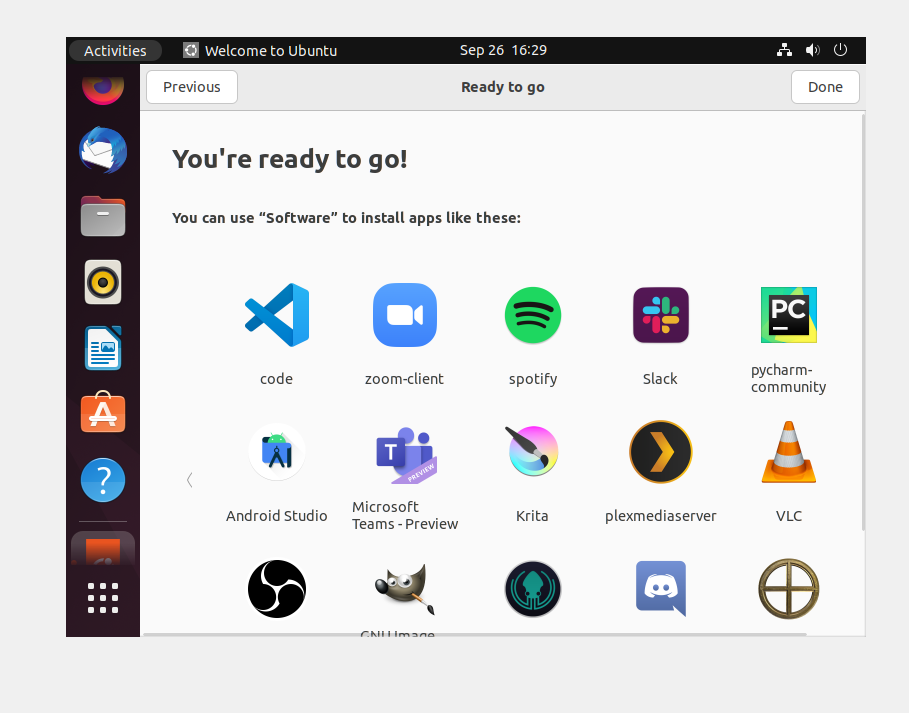 Activities Welcome to Ubuntu Sep 26 16:29
Previous Ready to go Done
You're ready to go!
You can use “Software” to install apps like these:
PC
code zoom-client spotify Slack pycharm-
community
T
PREVIEW
Android Studio Microsoft
Teams - Preview Krita plexmediaserver VLC
GNU Image